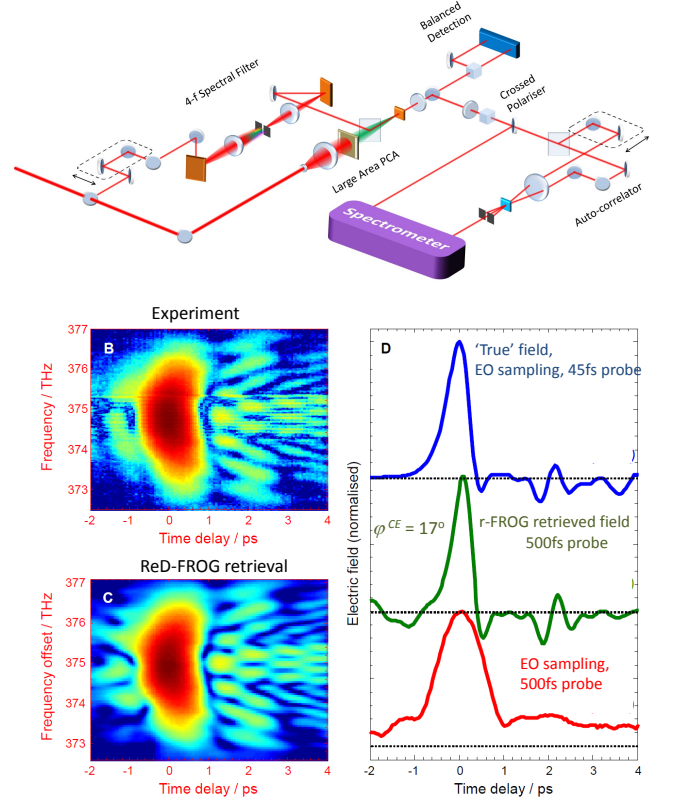 Balanced
Detection
4-f Spectral Filter
Crossed
Polariser
Large Area PCA
Auto-correlator
Spectrometer
Experiment
377
376
375
374
373
B
-2 -1 0 1 2 3 4
Frequency / THz
Time delay / ps
ReD-FROG retrieval
377
376
375
374
373
C
-2 -1 0 1 2 3 4
Frequency offset / THz
Time delay / ps
D
'True' field,
EO sampling, 45fs probe
φCE = 17o
r-FROG retrieved field
500fs probe
EO sampling,
500fs probe
Electric field (normalised)
-2 -1 0 1 2 3 4
Time delay / ps